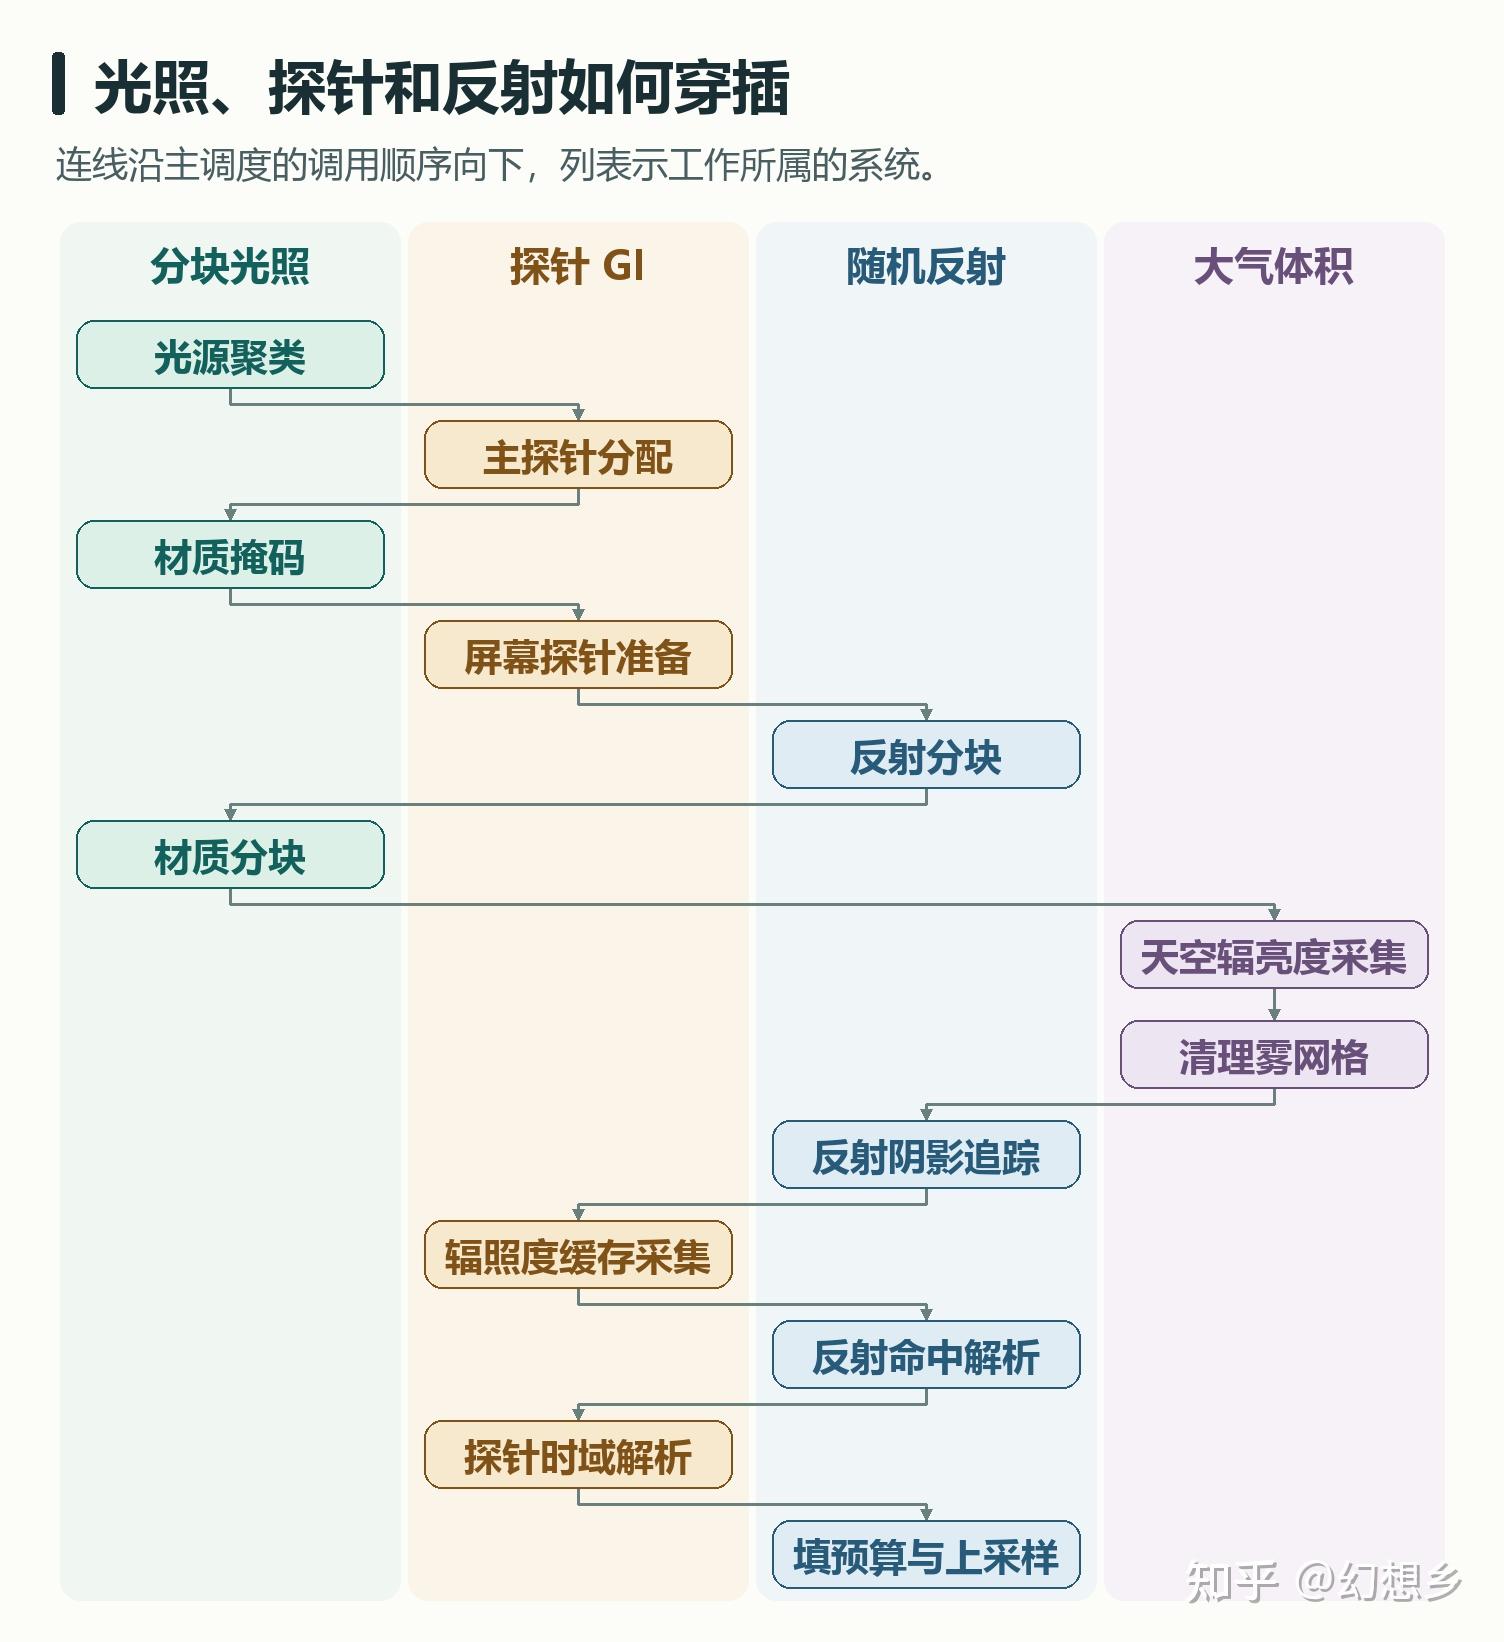 光照、探针和反射如何穿插
连线沿主调度的调用顺序向下，列表示工作所属的系统。
分块光照
探针 GI
随机反射
大气体积
光源聚类
主探针分配
材质掩码
屏幕探针准备
反射分块
材质分块
天空辐亮度采集
清理雾网格
反射阴影追踪
辐照度缓存采集
反射命中解析
探针时域解析
填预算与上采样
知乎 @幻想乡